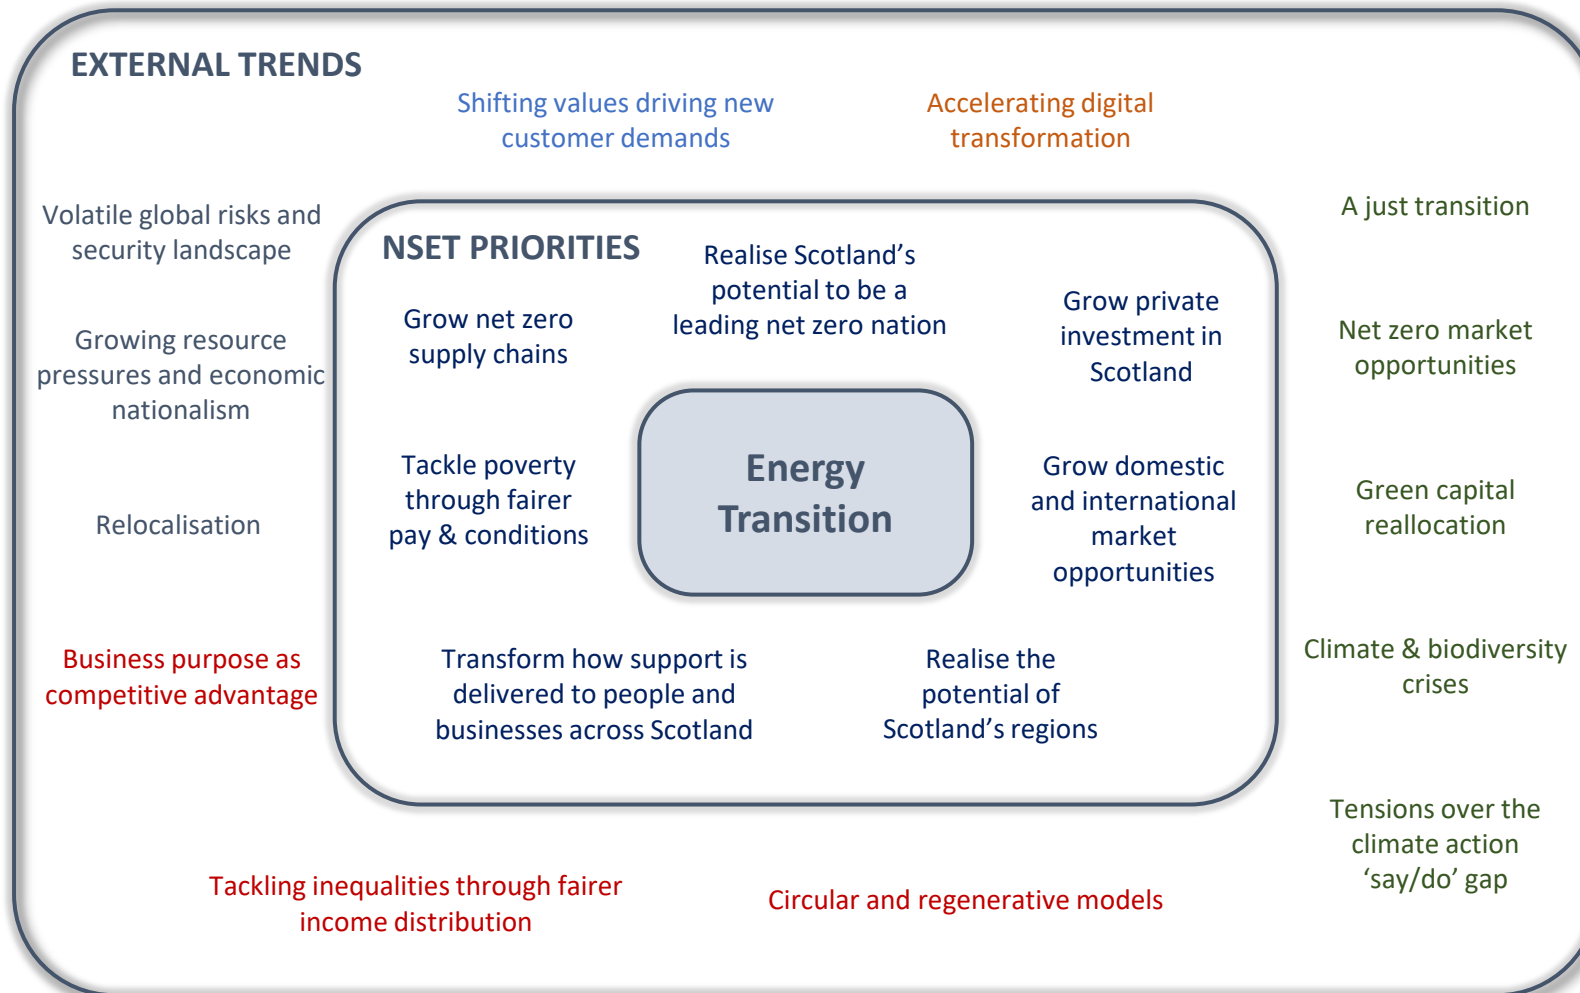 EXTERNAL TRENDS
Shifting values driving new
customer demands
Accelerating digital
transformation
Volatile global risks and
security landscape
Growing resource
pressures and economic
nationalism
Relocalisation
Business purpose as
competitive advantage
NSET PRIORITIES
Realise Scotland’s
potential to be a
leading net zero nation
Grow net zero
supply chains
Grow private
investment in
Scotland
Tackle poverty
through fairer
pay & conditions
Energy
Transition
Grow domestic
and international
market
opportunities
Transform how support is
delivered to people and
businesses across Scotland
Realise the
potential of
Scotland’s regions
A just transition
Net zero market
opportunities
Green capital
reallocation
Climate & biodiversity
crises
Tensions over the
climate action
‘say/do’ gap
Tackling inequalities through fairer
income distribution
Circular and regenerative models